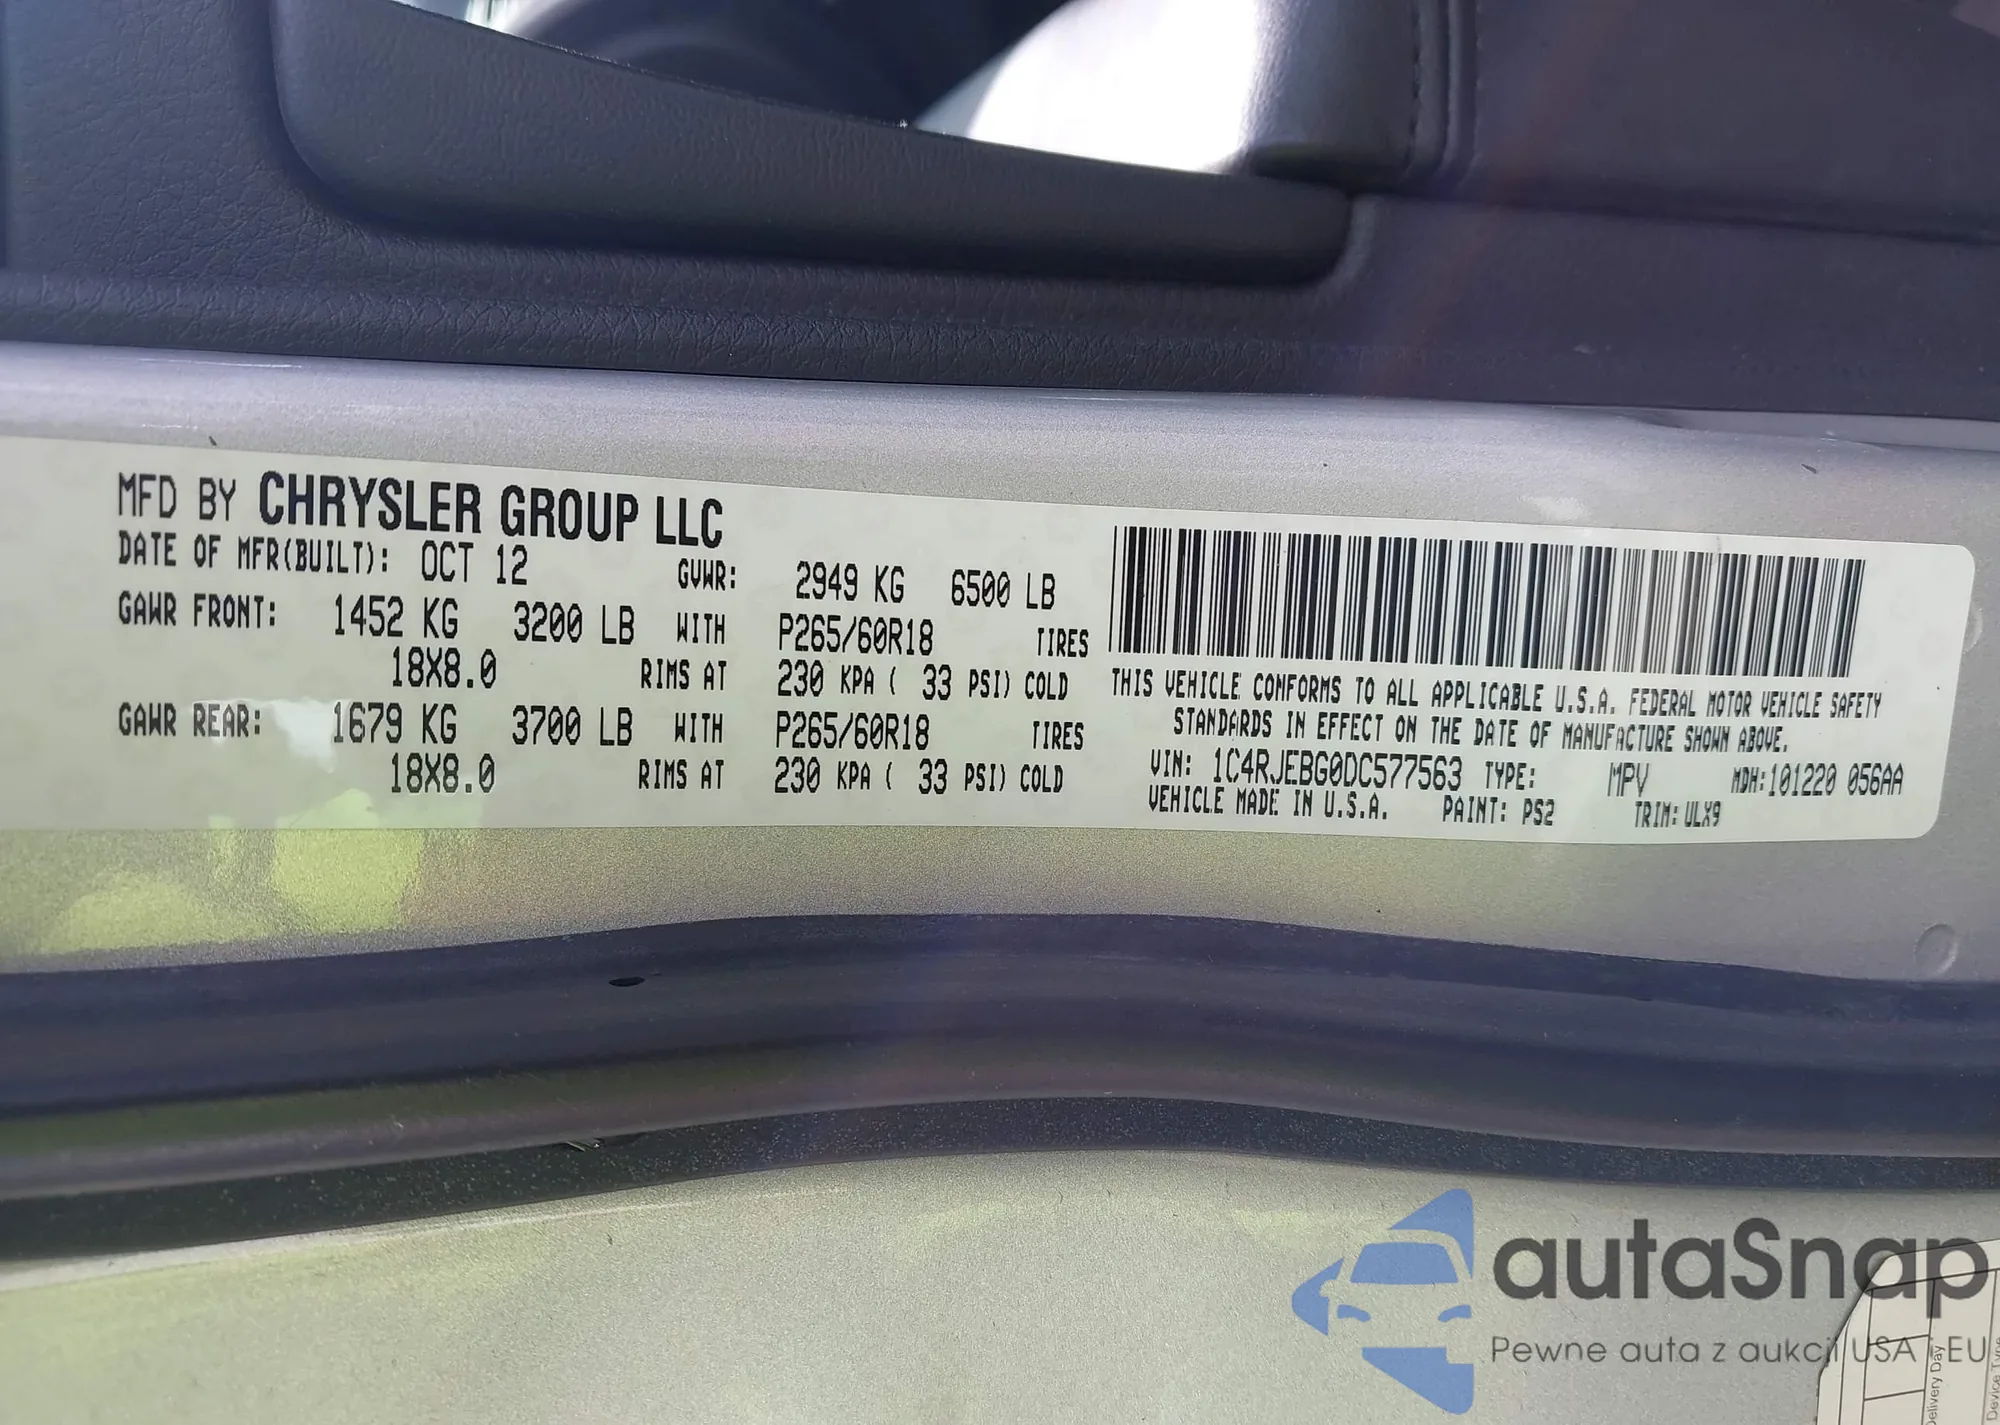 MFD BY CHRYSLER GROUP LLC
DATE OF MFR(BUILT): OCT 12 GVWR: 2949 KG 6500 LB
GAWR FRONT: 1452 KG 3200 LB WITH P265/60R18 TIRES
18X8.0 RIMS AT 230 KPA ( 33 PSI) COLD
GAWR REAR: 1679 KG 3700 LB WITH P265/60R18 TIRES
18X8.0 RIMS AT 230 KPA ( 33 PSI) COLD
THIS VEHICLE CONFORMS TO ALL APPLICABLE U.S.A. FEDERAL MOTOR VEHICLE SAFETY
STANDARDS IN EFFECT ON THE DATE OF MANUFACTURE SHOWN ABOVE.
VIN: 1C4RJEBG0DC577563 TYPE: MPV MDH:101220 056AA
VEHICLE MADE IN U.S.A. PAINT: PS2 TRIM: ULX9
autaSnap
Pewne auta z aukcji USA i EU
Delivery Day
Device Type